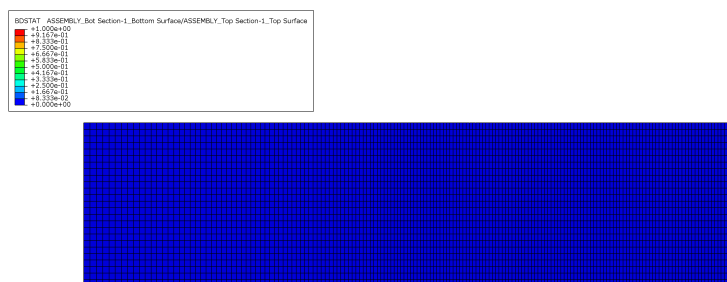 BDSTAT ASSEMBLY_Bot Section-1_Bottom Surface/ASSEMBLY_Top Section-1_Top Surface
+1.000e+00
+9.167e-01
+8.333e-01
+7.500e-01
+6.667e-01
+5.833e-01
+5.000e-01
+4.167e-01
+3.333e-01
+2.500e-01
+1.667e-01
+8.333e-02
+0.000e+00